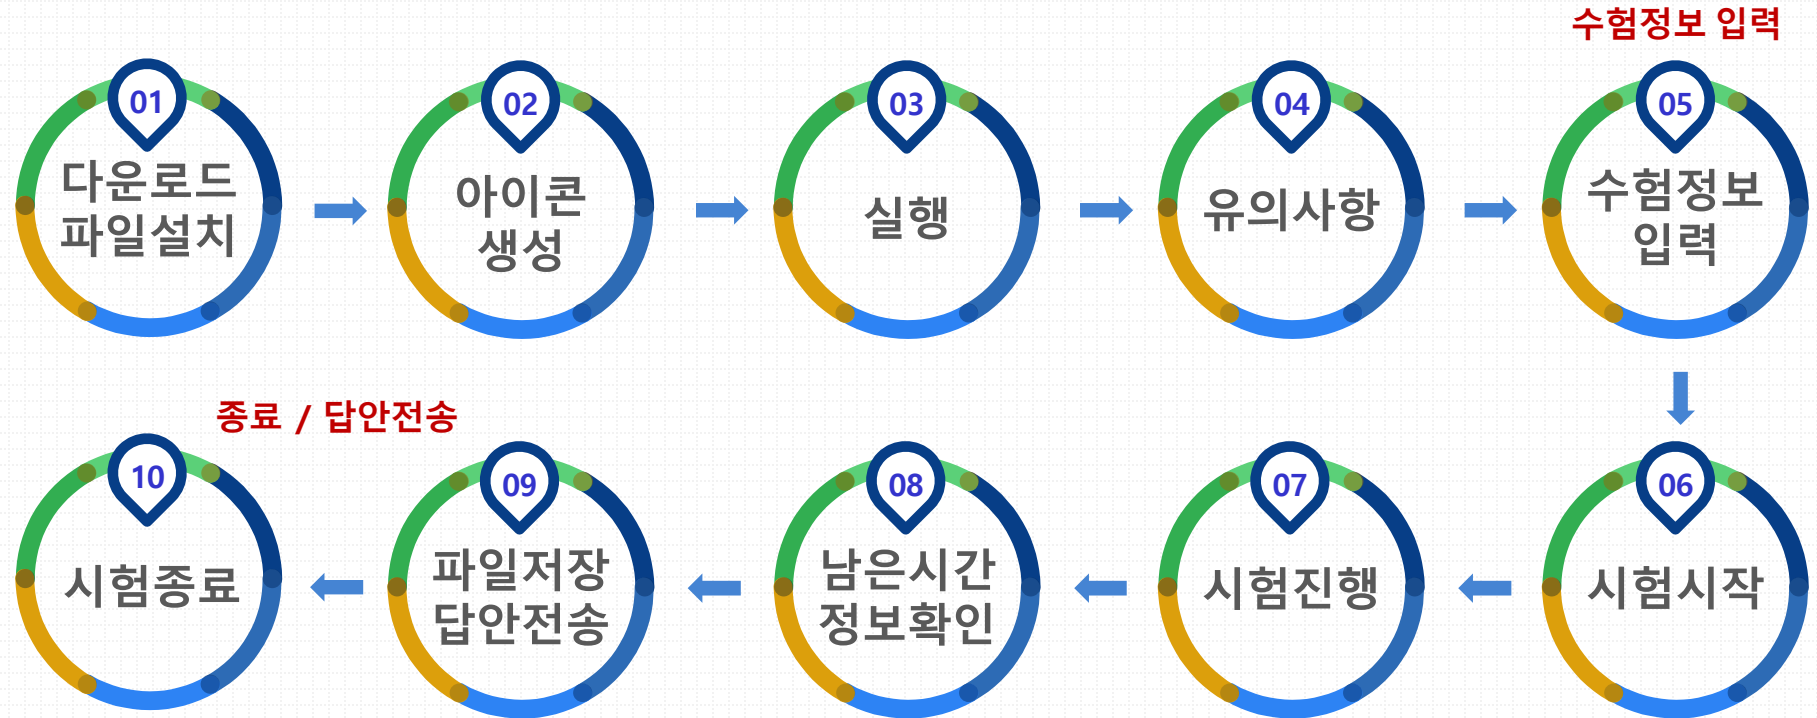 수험정보 입력
01
다운로드
파일설치
02
아이콘
생성
03
실행
04
유의사항
05
수험정보
입력
06
시험시작
07
시험진행
08
남은시간
정보확인
종료 / 답안전송
09
파일저장
답안전송
10
시험종료